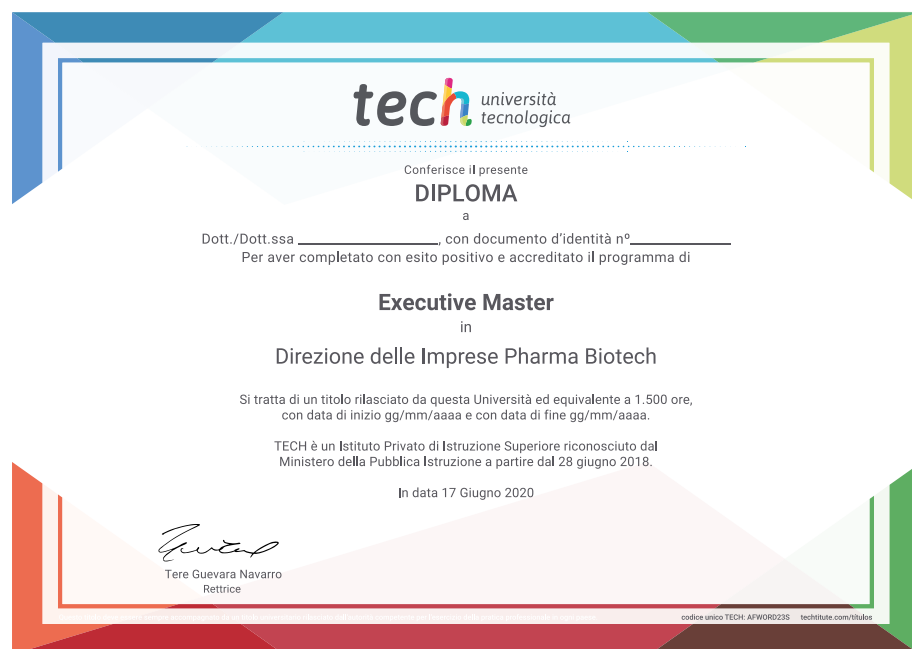 tech università
tecnologica
Conferisce il presente
DIPLOMA
a
Dott./Dott.ssa ____________________, con documento d'identità nº______________
Per aver completato con esito positivo e accreditato il programma di
Executive Master
in
Direzione delle Imprese Pharma Biotech
Si tratta di un titolo rilasciato da questa Università ed equivalente a 1.500 ore,
con data di inizio gg/mm/aaaa e con data di fine gg/mm/aaaa.
TECH è un Istituto Privato di Istruzione Superiore riconosciuto dal
Ministero della Pubblica Istruzione a partire dal 28 giugno 2018.
In data 17 Giugno 2020
Tere Guevara Navarro
Rettrice
codice unico TECH: AFWORD23S techtitute.com/titulos